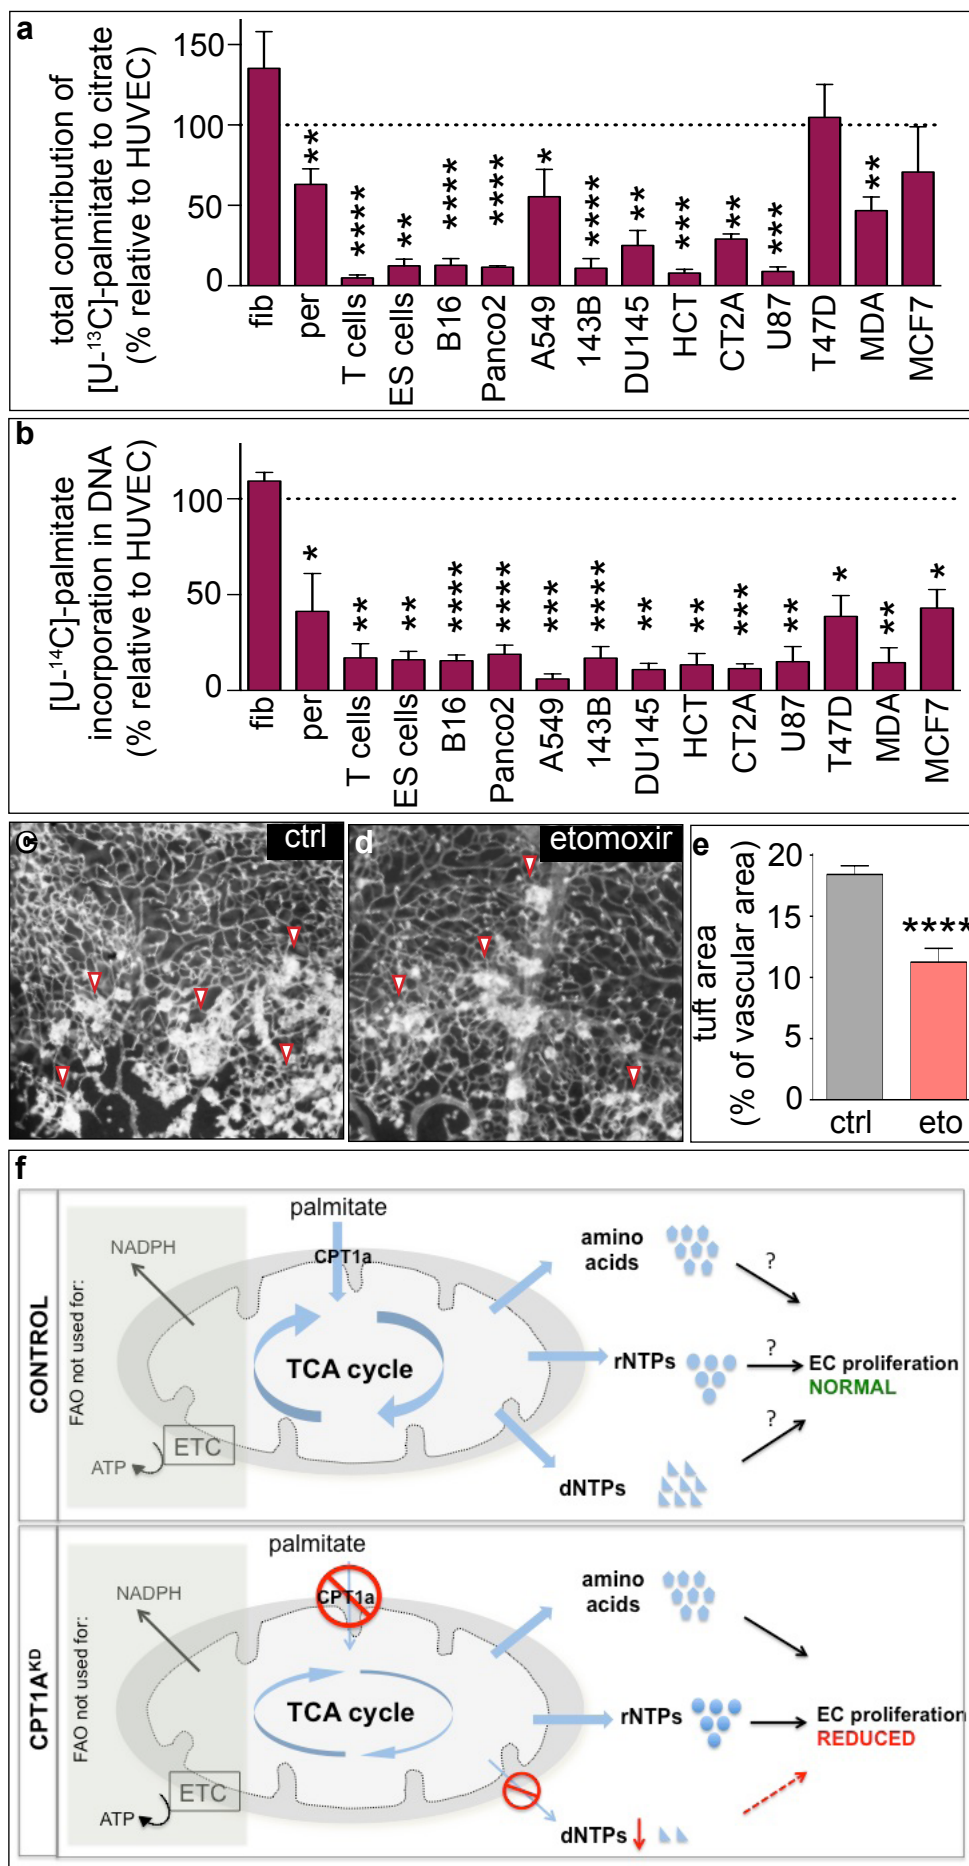 a
total contribution of
[U-¹³C]-palmitate to citrate
(% relative to HUVEC)
150
100
50
0
**
****
**
****
****
*
****
**
***
**
***
**
fib
per
T cells
ES cells
B16
Panco2
A549
143B
DU145
HCT
CT2A
U87
T47D
MDA
MCF7
b
[U-¹⁴C]-palmitate
incorporation in DNA
(% relative to HUVEC)
100
50
0
*
**
**
****
****
***
****
**
**
***
**
*
**
*
fib
per
T cells
ES cells
B16
Panco2
A549
143B
DU145
HCT
CT2A
U87
T47D
MDA
MCF7
c
ctrl
d
etomoxir
e
tuft area
(% of vascular area)
20
15
10
5
0
****
ctrl
eto
f
CONTROL
FAO not used for:
NADPH
ETC
ATP
palmitate
CPT1a
TCA cycle
amino
acids
rNTPs
dNTPs
?
?
?
EC proliferation
NORMAL
CPT1Aᴷᴰ
FAO not used for:
NADPH
ETC
ATP
palmitate
CPT1a
TCA cycle
amino
acids
rNTPs
dNTPs
EC proliferation
REDUCED